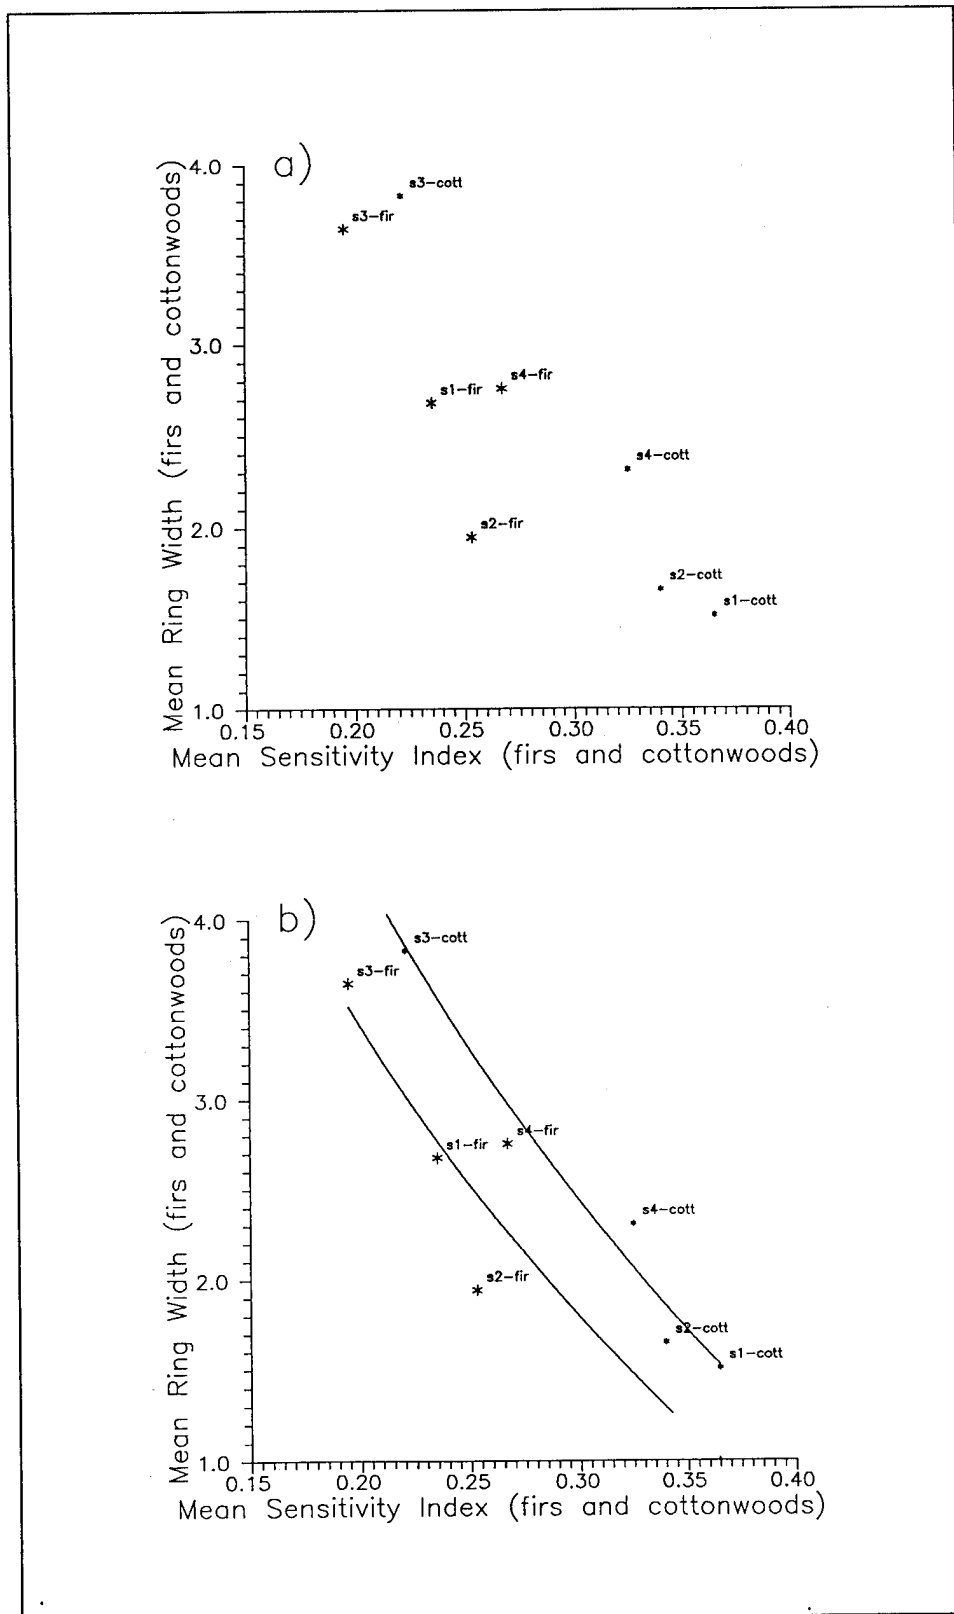 a)
4.0
3.0
2.0
1.0
Mean Ring Width (firs and cottonwoods)
s3-cott
s3-fir
s4-fir
s1-fir
s4-cott
s2-fir
s2-cott
s1-cott
0.15 0.20 0.25 0.30 0.35 0.40
Mean Sensitivity Index (firs and cottonwoods)
b)
4.0
3.0
2.0
1.0
Mean Ring Width (firs and cottonwoods)
s3-cott
s3-fir
s4-fir
s1-fir
s4-cott
s2-fir
s2-cott
s1-cott
0.15 0.20 0.25 0.30 0.35 0.40
Mean Sensitivity Index (firs and cottonwoods)